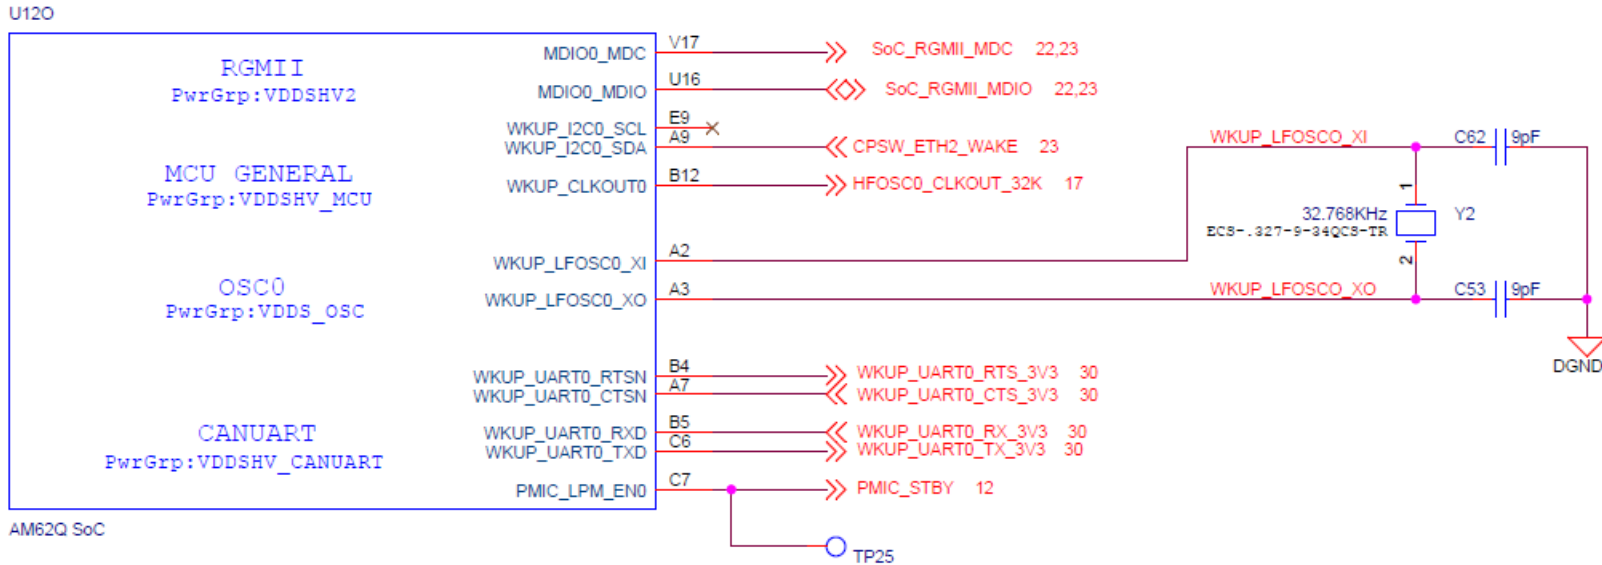 U12O
RGMII
PwrGrp:VDDSHV2
MCU GENERAL
PwrGrp:VDDSHV_MCU
OSC0
PwrGrp:VDDS_OSC
CANUART
PwrGrp:VDDSHV_CANUART
AM62Q SoC
MDIO0_MDC V17 SoC_RGMII_MDC 22,23
MDIO0_MDIO U16 SoC_RGMII_MDIO 22,23
WKUP_I2C0_SCL E9
WKUP_I2C0_SDA A9 CPSW_ETH2_WAKE 23
WKUP_CLKOUT0 B12 HFOSC0_CLKOUT_32K 17
WKUP_LFOSC0_XI A2 WKUP_LFOSCO_XI
WKUP_LFOSC0_XO A3 WKUP_LFOSCO_XO
WKUP_UART0_RTSN B4 WKUP_UART0_RTS_3V3 30
WKUP_UART0_CTSN A7 WKUP_UART0_CTS_3V3 30
WKUP_UART0_RXD B5 WKUP_UART0_RX_3V3 30
WKUP_UART0_TXD C6 WKUP_UART0_TX_3V3 30
PMIC_LPM_EN0 C7 PMIC_STBY 12
TP25
C62 9pF
1
32.768KHz Y2
ECS-.327-9-34QCS-TR
2
C53 9pF
DGND